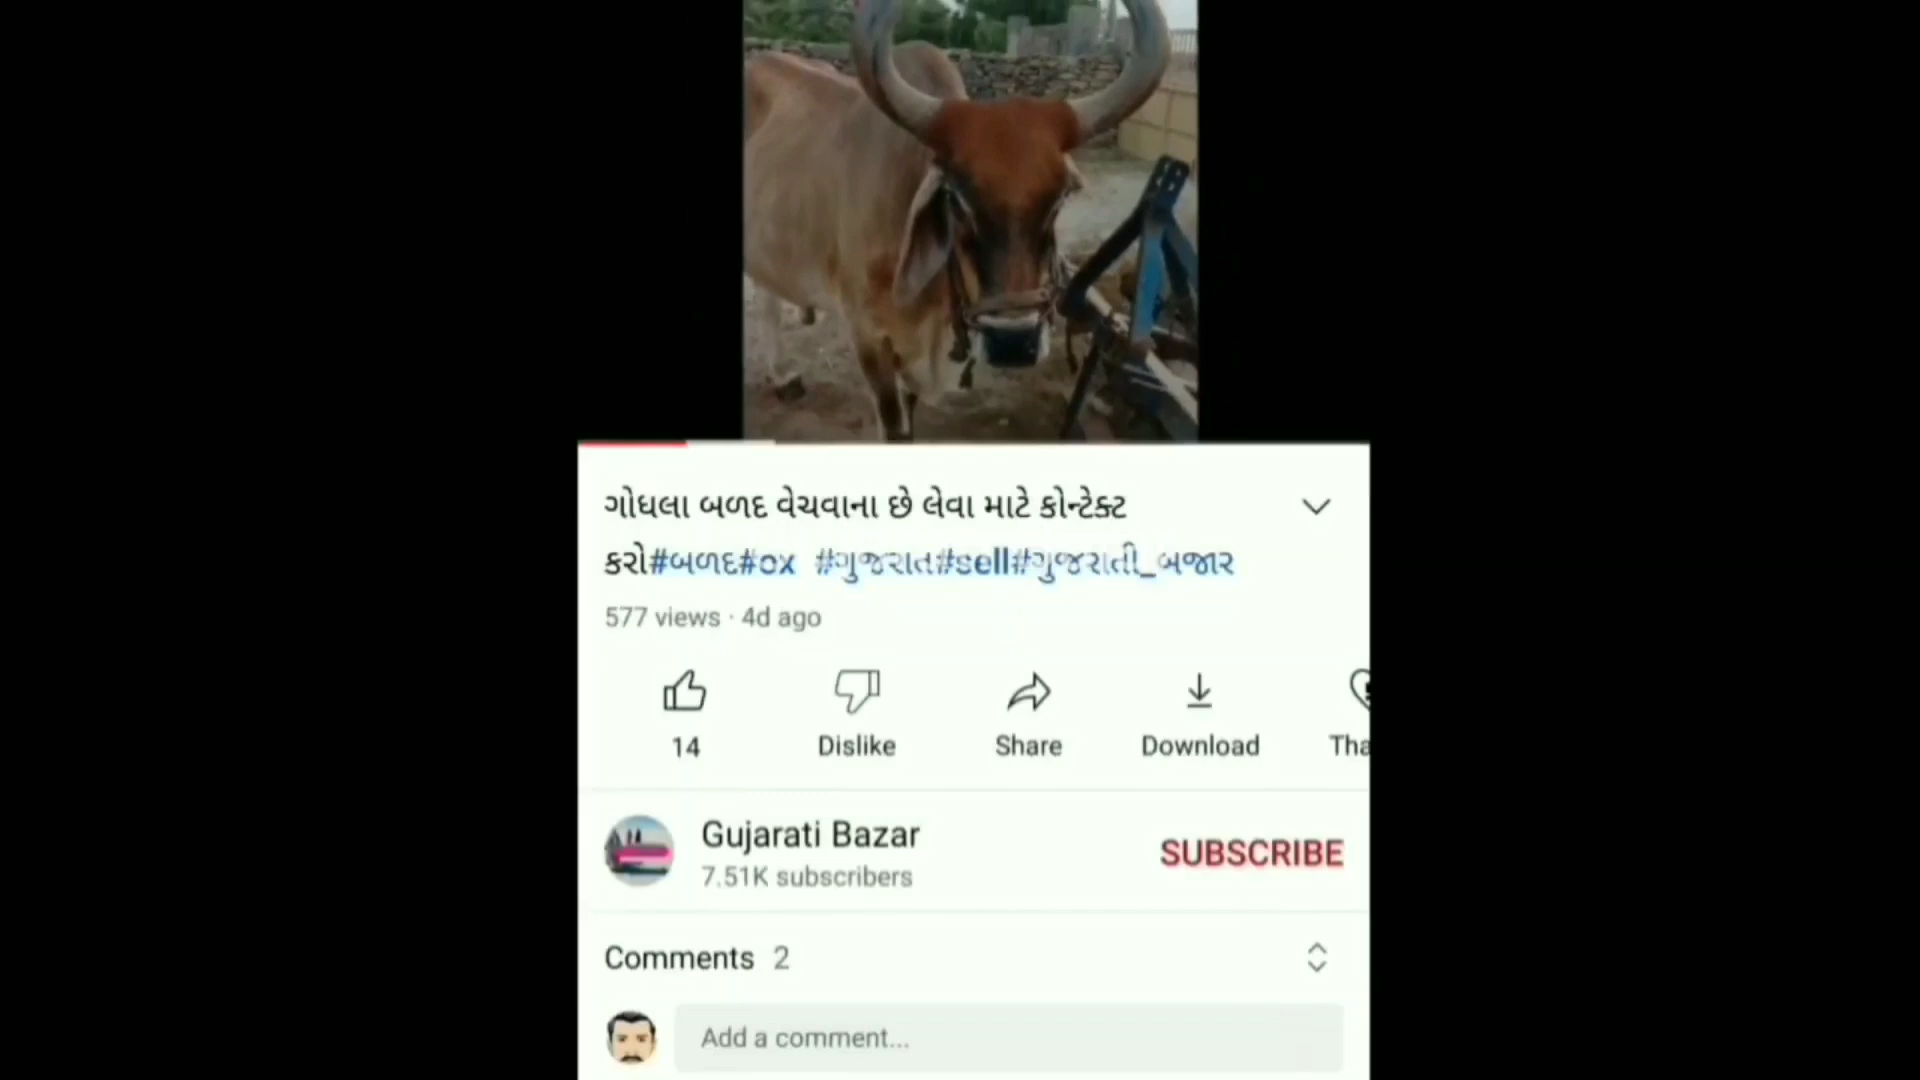 ગોધલા બળદ વેચવાના છે લેવા માટે કોન્ટેક્ટ
કરો#બળદ#ox #ગુજરાત#sell#ગુજરાતી_બજાર
577 views · 4d ago
14
Dislike
Share
Download
Tha
Gujarati Bazar
7.51K subscribers
SUBSCRIBE
Comments 2
Add a comment...